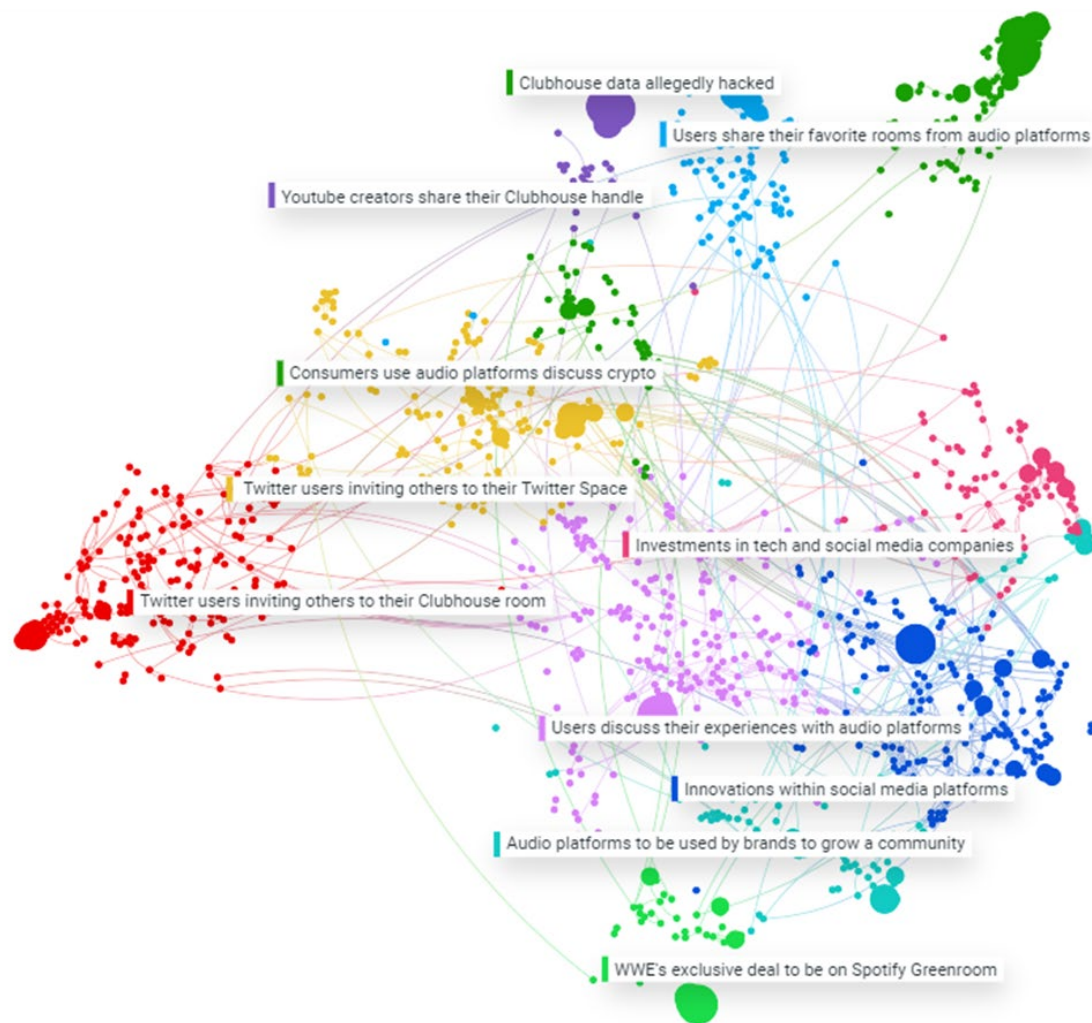 Clubhouse data allegedly hacked
Users share their favorite rooms from audio platforms
Youtube creators share their Clubhouse handle
Consumers use audio platforms discuss crypto
Twitter users inviting others to their Twitter Space
Investments in tech and social media companies
Twitter users inviting others to their Clubhouse room
Users discuss their experiences with audio platforms
Innovations within social media platforms
Audio platforms to be used by brands to grow a community
WWE's exclusive deal to be on Spotify Greenroom